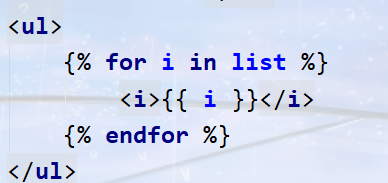 <ul>
{% for i in list %}
<i>{{ i }}</i>
{% endfor %}
</ul>